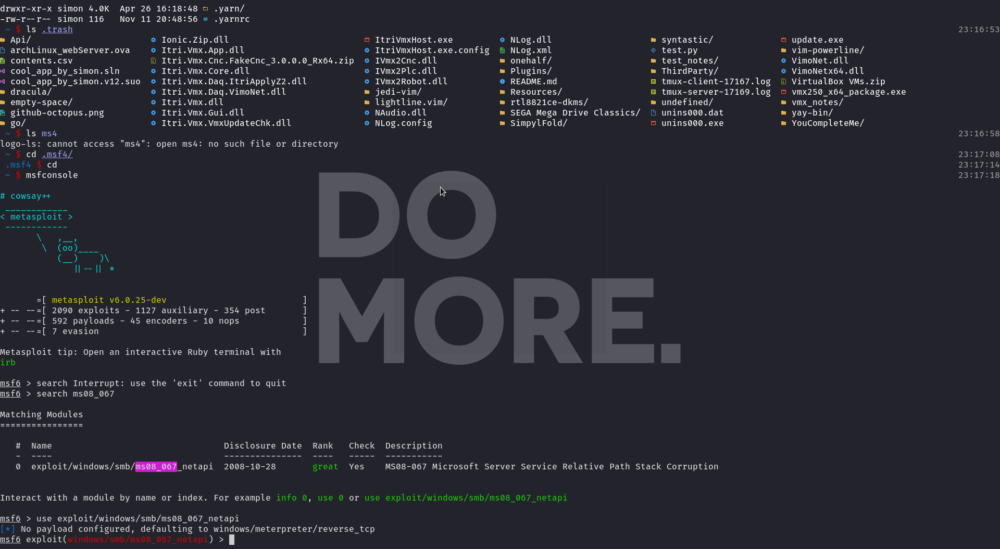 drwxr-xr-x simon 4.0K  Apr 26 16:18:48 .yarn/
-rw-r--r-- simon 116   Nov 11 20:48:56 .yarnrc
~ $ ls .trash 23:16:53
Api/ Ionic.Zip.dll ItriVmxHost.exe NLog.dll syntastic/ update.exe
archLinux_webServer.ova Itri.Vmx.App.dll ItriVmxHost.exe.config NLog.xml test.py vim-powerline/
contents.csv Itri.Vmx.Cnc.FakeCnc_3.0.0.0_Rx64.zip IVmx2Cnc.dll onehalf/ test_notes/ VimoNet.dll
cool_app_by_simon.sln Itri.Vmx.Core.dll IVmx2Plc.dll Plugins/ ThirdParty/ VimoNetx64.dll
cool_app_by_simon.v12.suo Itri.Vmx.Daq.ItriApplyZ2.dll IVmx2Robot.dll README.md tmux-client-17167.log VirtualBox VMs.zip
dracula/ Itri.Vmx.Daq.VimoNet.dll jedi-vim/ Resources/ tmux-server-17169.log vmx250_x64_package.exe
empty-space/ Itri.Vmx.dll lightline.vim/ rtl8821ce-dkms/ undefined/ vmx_notes/
github-octopus.png Itri.Vmx.Gui.dll NAudio.dll SEGA Mega Drive Classics/ unins000.dat yay-bin/
go/ Itri.Vmx.VmxUpdateChk.dll NLog.config SimpylFold/ unins000.exe YouCompleteMe/
~ $ ls ms4 23:16:58
logo-ls: cannot access "ms4": open ms4: no such file or directory
~ $ cd .msf4/ 23:17:08
.msf4 $ cd 23:17:14
~ $ msfconsole 23:17:18
DO
MORE.
# cowsay++
 ____________
< metasploit >
 ------------
       \   ,__,
        \  (oo)____
           (__)    )\
              ||--|| *
       =[ metasploit v6.0.25-dev                          ]
+ -- --=[ 2090 exploits - 1127 auxiliary - 354 post       ]
+ -- --=[ 592 payloads - 45 encoders - 10 nops            ]
+ -- --=[ 7 evasion                                       ]
Metasploit tip: Open an interactive Ruby terminal with
irb
msf6 > search Interrupt: use the 'exit' command to quit
msf6 > search ms08_067
Matching Modules
================
   #  Name                                 Disclosure Date  Rank   Check  Description
   -  ----                                 ---------------  ----   -----  -----------
   0  exploit/windows/smb/ms08_067_netapi  2008-10-28       great  Yes    MS08-067 Microsoft Server Service Relative Path Stack Corruption
Interact with a module by name or index. For example info 0, use 0 or use exploit/windows/smb/ms08_067_netapi
msf6 > use exploit/windows/smb/ms08_067_netapi
[*] No payload configured, defaulting to windows/meterpreter/reverse_tcp
msf6 exploit(windows/smb/ms08_067_netapi) >